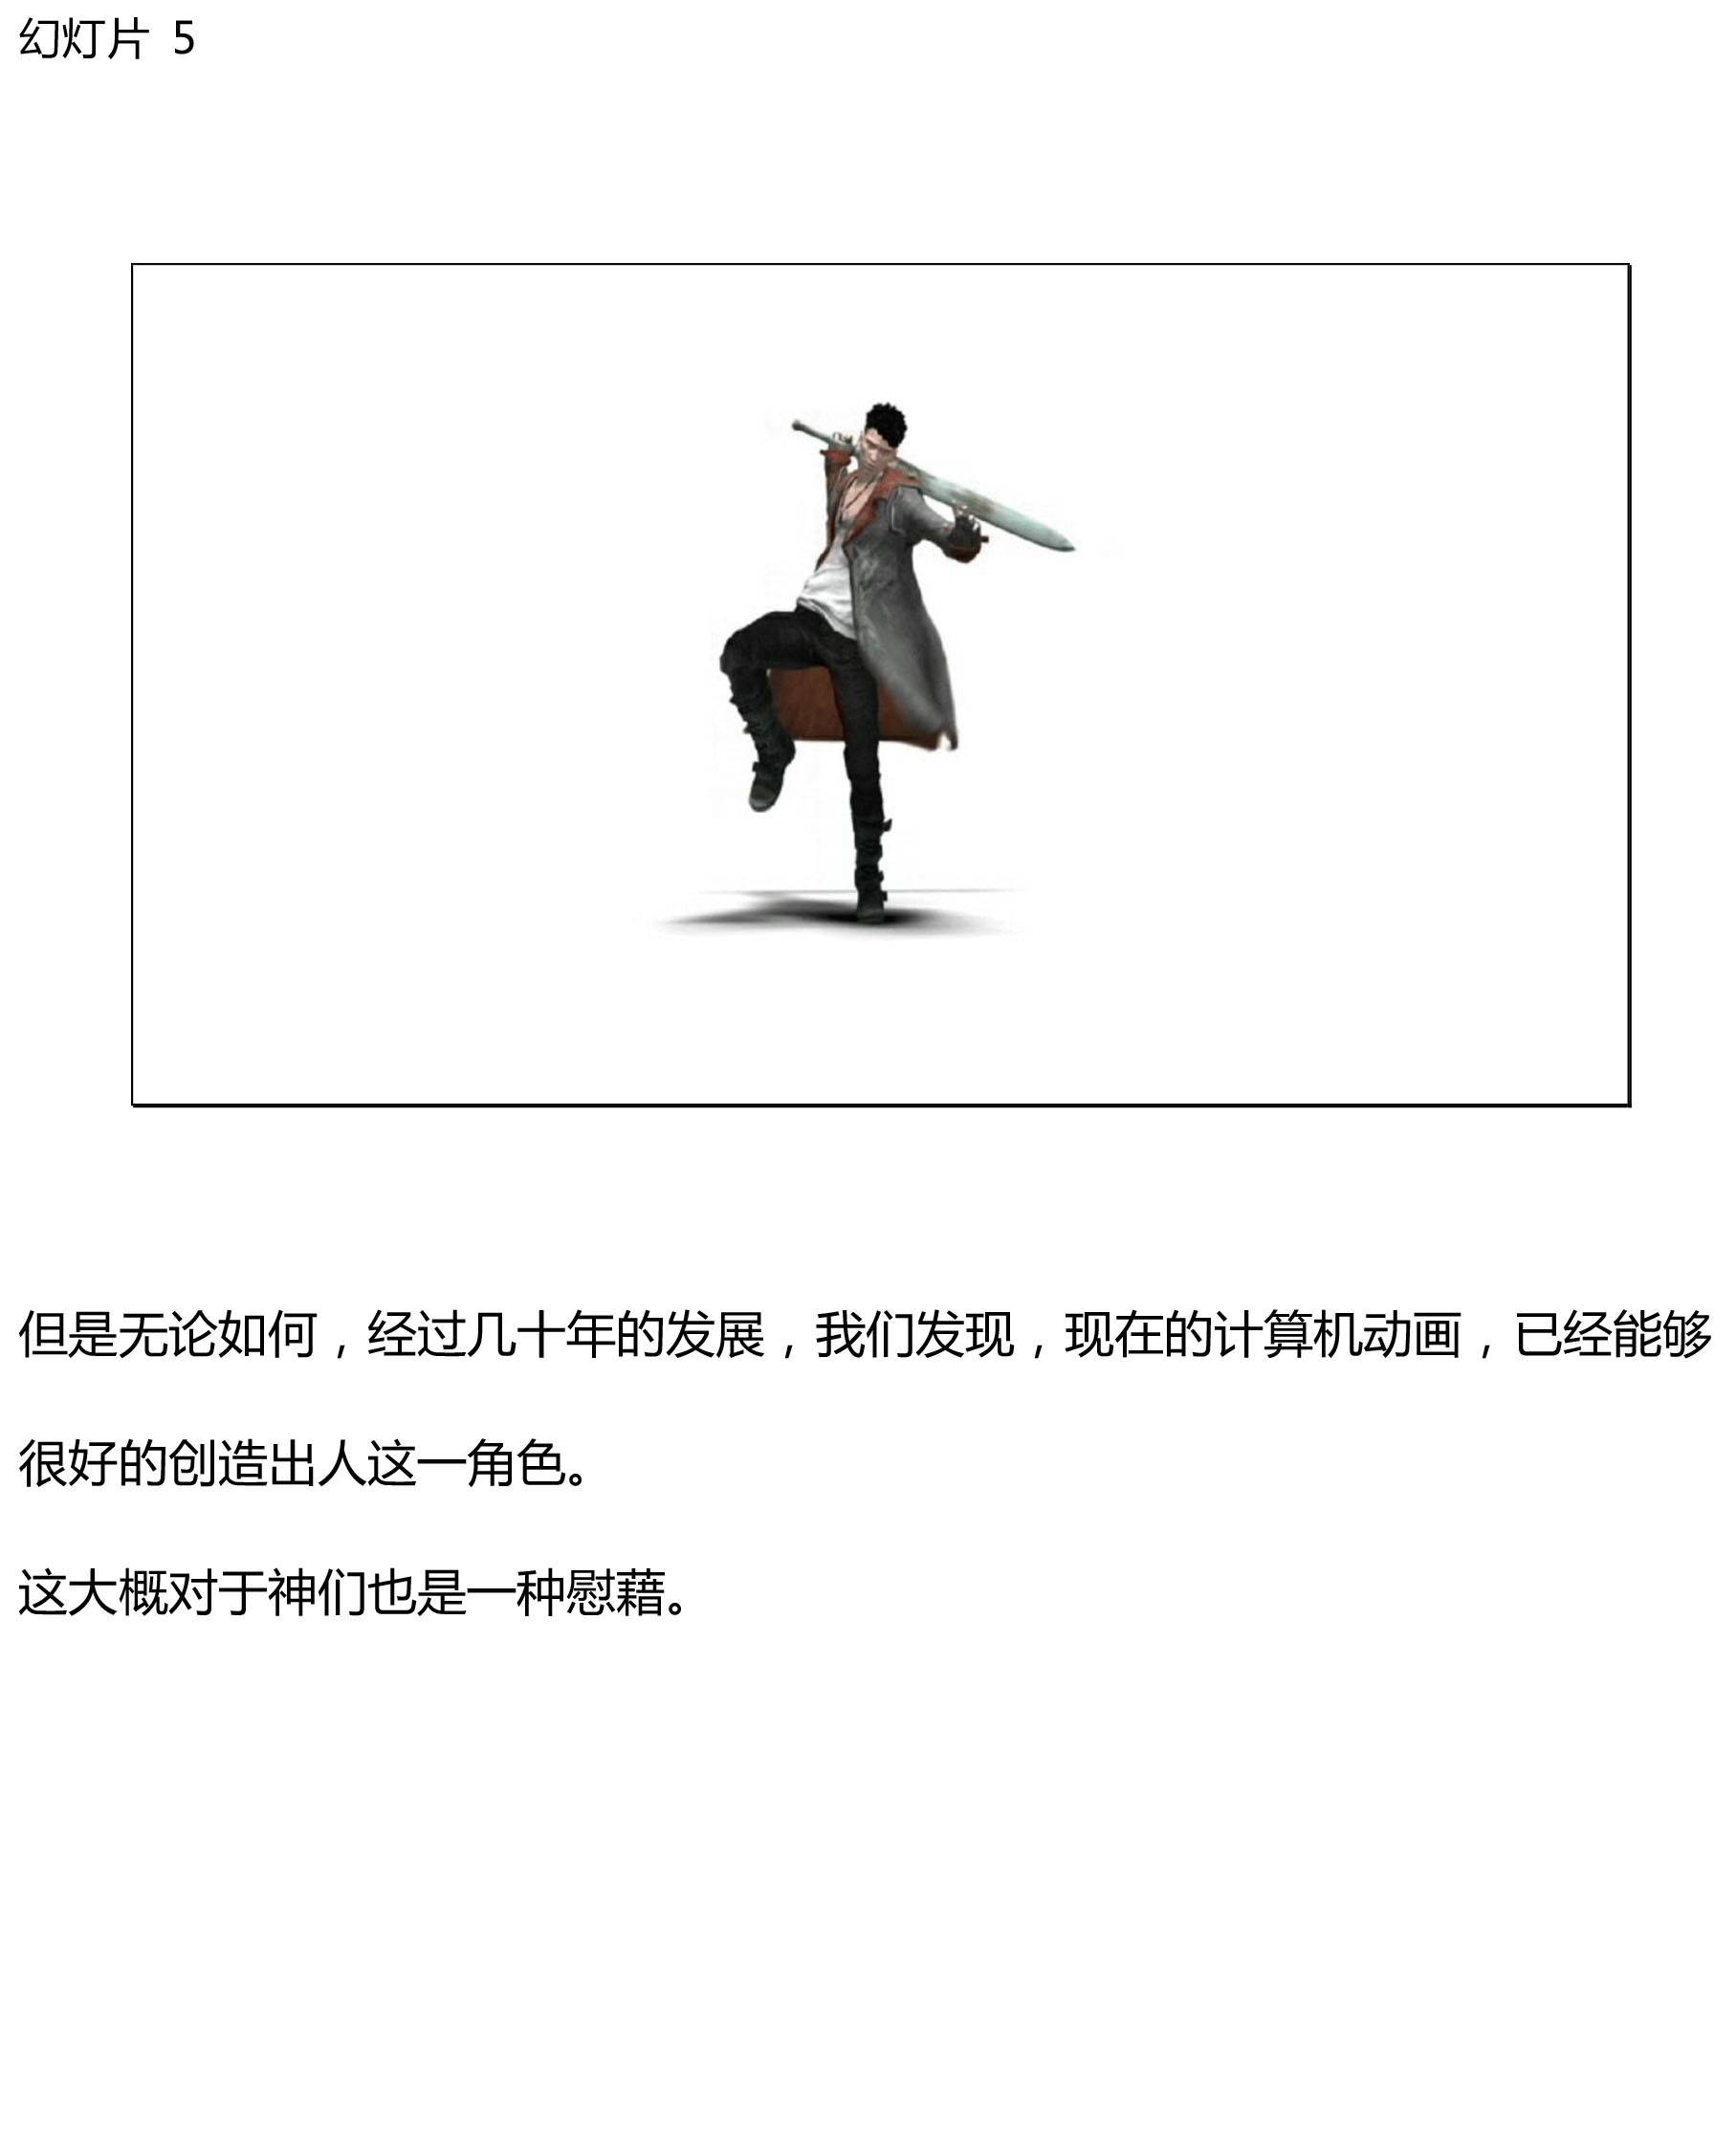 幻灯片 5
但是无论如何，经过几十年的发展，我们发现，现在的计算机动画，已经能够
很好的创造出人这一角色。
这大概对于神们也是一种慰藉。